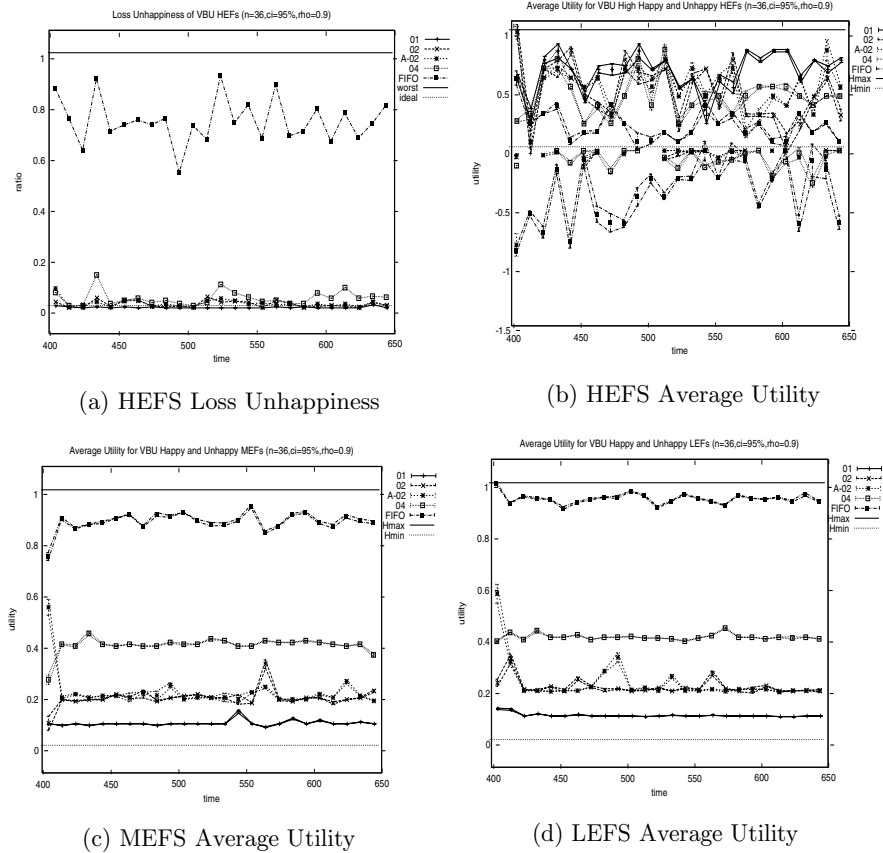 Loss Unhappiness of VBU HEFs (n=36,ci=95%,rho=0.9)
01
02
A-02
04
FIFO
worst
ideal
1
0.8
0.6
0.4
0.2
0
ratio
400 450 500 550 600 650
time
(a) HEFS Loss Unhappiness
Average Utility for VBU High Happy and Unhappy HEFs (n=36,ci=95%,rho=0.9)
01
02
A-02
04
FIFO
Hmax
Hmin
1
0.5
0
-0.5
-1
-1.5
utility
400 450 500 550 600 650
time
(b) HEFS Average Utility
Average Utility for VBU Happy and Unhappy MEFs (n=36,ci=95%,rho=0.9)
01
02
A-02
04
FIFO
Hmax
Hmin
1
0.8
0.6
0.4
0.2
0
utility
400 450 500 550 600 650
time
(c) MEFS Average Utility
Average Utility for VBU Happy and Unhappy LEFs (n=36,ci=95%,rho=0.9)
01
02
A-02
04
FIFO
Hmax
Hmin
1
0.8
0.6
0.4
0.2
0
utility
400 450 500 550 600 650
time
(d) LEFS Average Utility